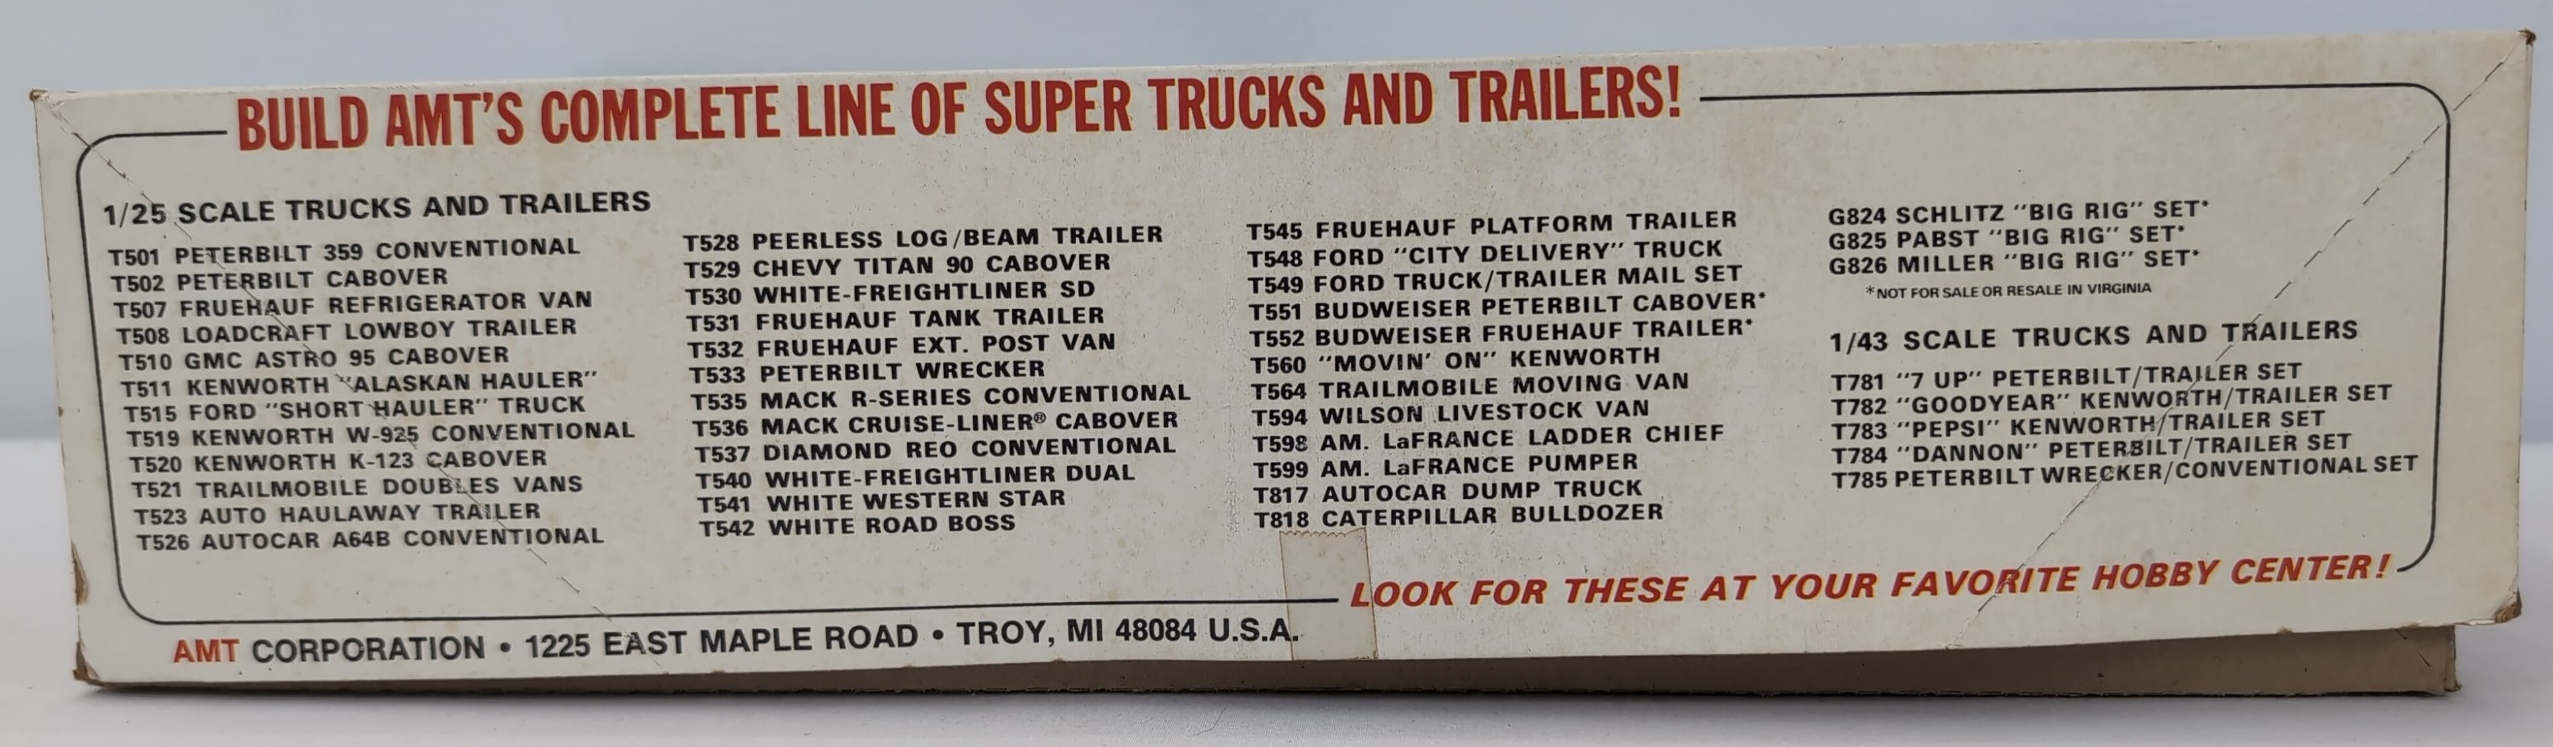 BUILD AMT'S COMPLETE LINE OF SUPER TRUCKS AND TRAILERS!
1/25 SCALE TRUCKS AND TRAILERS
T501 PETERBILT 359 CONVENTIONAL
T502 PETERBILT CABOVER
T507 FRUEHAUF REFRIGERATOR VAN
T508 LOADCRAFT LOWBOY TRAILER
T510 GMC ASTRO 95 CABOVER
T511 KENWORTH "ALASKAN HAULER"
T515 FORD "SHORT HAULER" TRUCK
T519 KENWORTH W-925 CONVENTIONAL
T520 KENWORTH K-123 CABOVER
T521 TRAILMOBILE DOUBLES VANS
T523 AUTO HAULAWAY TRAILER
T526 AUTOCAR A64B CONVENTIONAL
T528 PEERLESS LOG/BEAM TRAILER
T529 CHEVY TITAN 90 CABOVER
T530 WHITE-FREIGHTLINER SD
T531 FRUEHAUF TANK TRAILER
T532 FRUEHAUF EXT. POST VAN
T533 PETERBILT WRECKER
T535 MACK R-SERIES CONVENTIONAL
T536 MACK CRUISE-LINER® CABOVER
T537 DIAMOND REO CONVENTIONAL
T540 WHITE-FREIGHTLINER DUAL
T541 WHITE WESTERN STAR
T542 WHITE ROAD BOSS
T545 FRUEHAUF PLATFORM TRAILER
T548 FORD "CITY DELIVERY" TRUCK
T549 FORD TRUCK/TRAILER MAIL SET
T551 BUDWEISER PETERBILT CABOVER*
T552 BUDWEISER FRUEHAUF TRAILER*
T560 "MOVIN' ON" KENWORTH
T564 TRAILMOBILE MOVING VAN
T594 WILSON LIVESTOCK VAN
T598 AM. LaFRANCE LADDER CHIEF
T599 AM. LaFRANCE PUMPER
T817 AUTOCAR DUMP TRUCK
T818 CATERPILLAR BULLDOZER
G824 SCHLITZ "BIG RIG" SET*
G825 PABST "BIG RIG" SET*
G826 MILLER "BIG RIG" SET*
*NOT FOR SALE OR RESALE IN VIRGINIA
1/43 SCALE TRUCKS AND TRAILERS
T781 "7 UP" PETERBILT/TRAILER SET
T782 "GOODYEAR" KENWORTH/TRAILER SET
T783 "PEPSI" KENWORTH/TRAILER SET
T784 "DANNON" PETERBILT/TRAILER SET
T785 PETERBILT WRECKER/CONVENTIONAL SET
LOOK FOR THESE AT YOUR FAVORITE HOBBY CENTER!
AMT CORPORATION • 1225 EAST MAPLE ROAD • TROY, MI 48084 U.S.A.